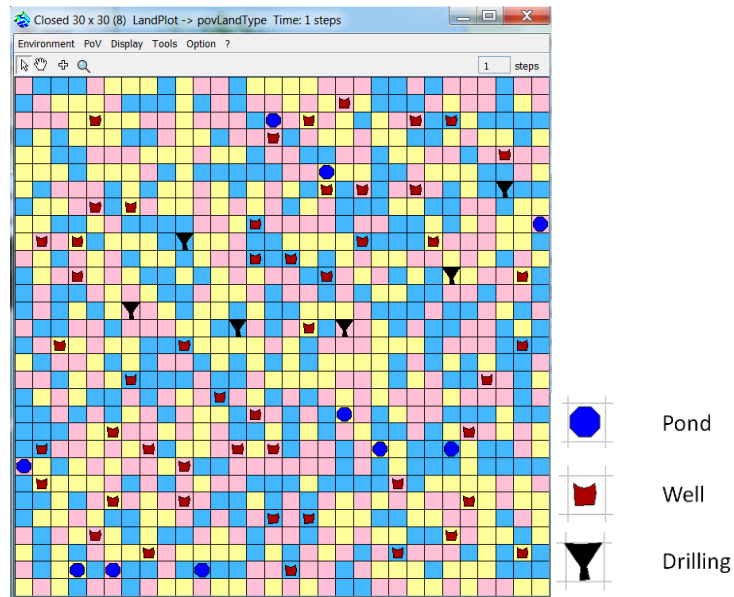 Closed 30 x 30 (8) LandPlot -> povLandType Time: 1 steps
Environment PoV Display Tools Option ?
1 steps
Pond
Well
Drilling